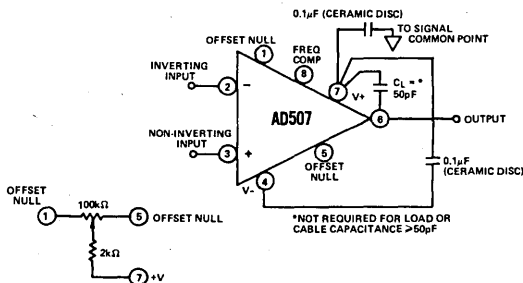 0.1μF (CERAMIC DISC)
TO SIGNAL
COMMON POINT
OFFSET NULL
1
FREQ
COMP
8
INVERTING
INPUT
2
−
7
V+
CL = *
50pF
AD507
6
OUTPUT
NON-INVERTING
INPUT
3
+
5
OFFSET
NULL
0.1μF
(CERAMIC DISC)
4
V-
OFFSET
NULL
1
100kΩ
5
OFFSET NULL
*NOT REQUIRED FOR LOAD OR
CABLE CAPACITANCE ≥50pF
2kΩ
7
+V